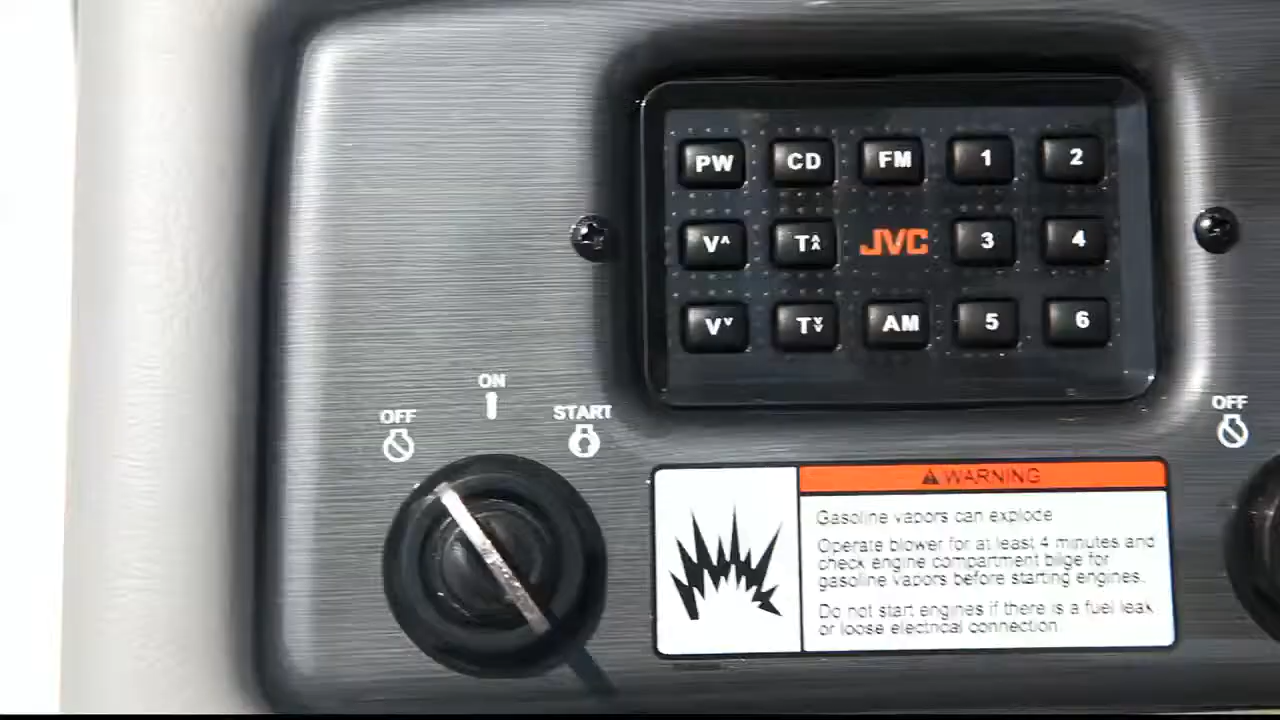 PW CD FM 1 2
V^ T^ JVC 3 4
V˅ T˅ AM 5 6
ON
OFF
START
OFF
WARNING
Gasoline vapors can explode
Operate blower for at least 4 minutes and
check engine compartment bilge for
gasoline vapors before starting engines.
Do not start engines if there is a fuel leak
or loose electrical connection